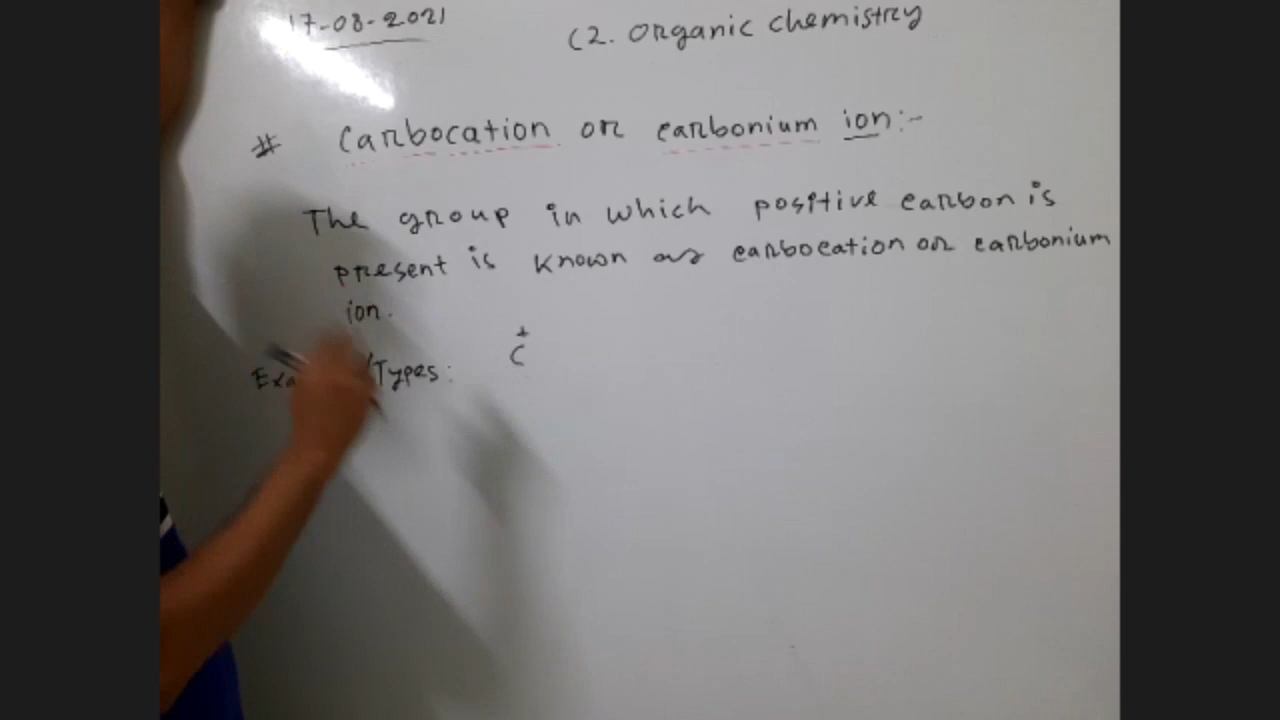 17-08-2021
C2. Organic chemistry
# Carbocation or carbonium ion:-
The group in which positive carbon is
present is known as carbocation or carbonium
ion.
/Types: C+